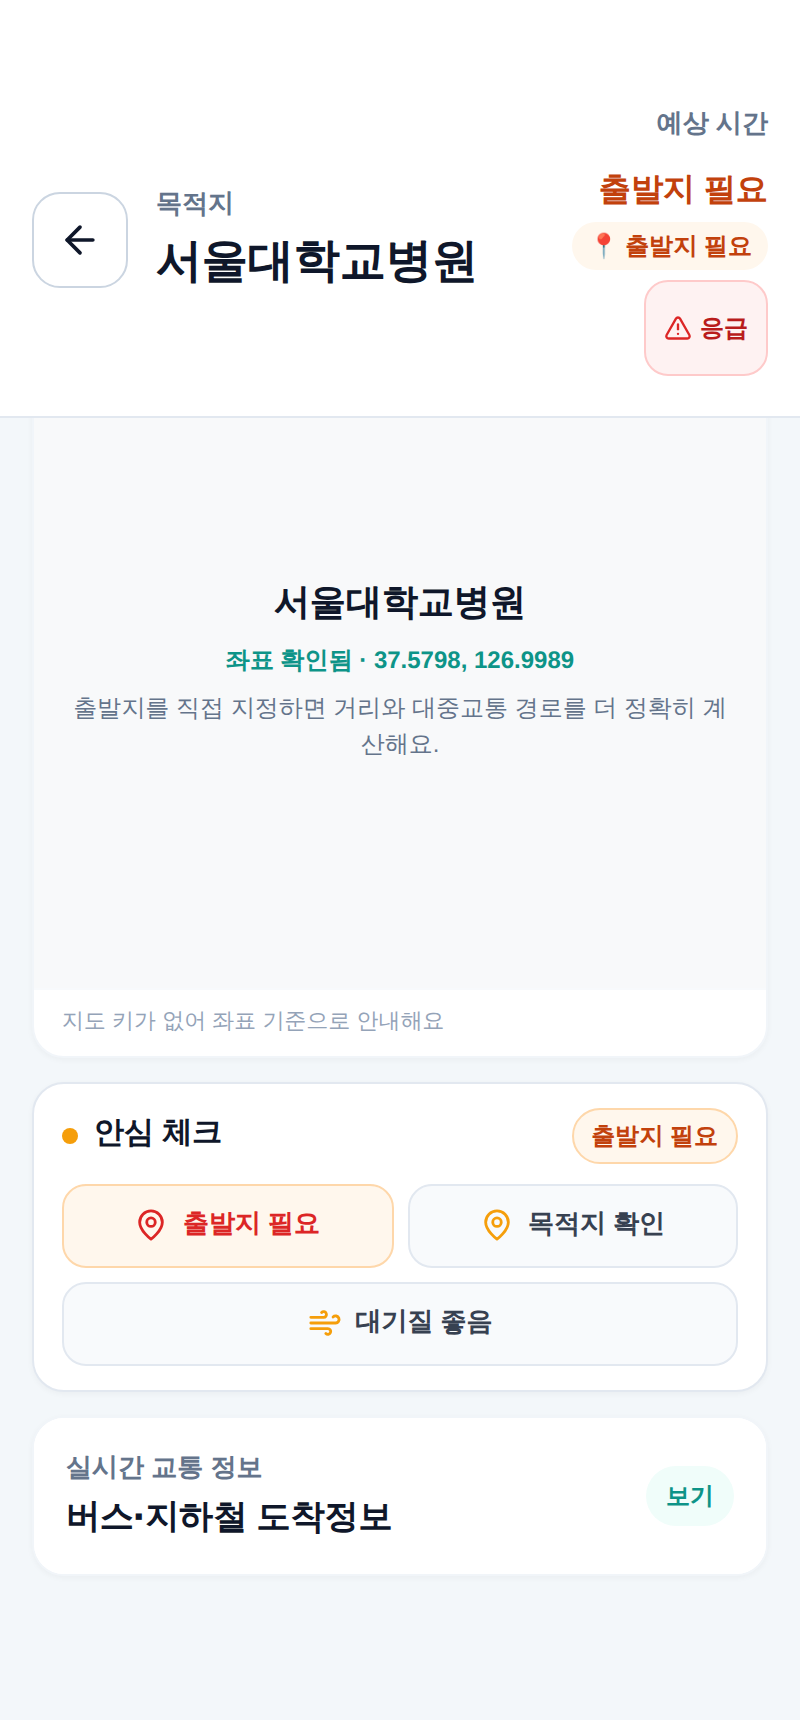 예상 시간
출발지 필요
📍 출발지 필요
응급
목적지
서울대학교병원
서울대학교병원
좌표 확인됨 · 37.5798, 126.9989
출발지를 직접 지정하면 거리와 대중교통 경로를 더 정확히 계
산해요.
지도 키가 없어 좌표 기준으로 안내해요
안심 체크
출발지 필요
출발지 필요
목적지 확인
대기질 좋음
실시간 교통 정보
버스·지하철 도착정보
보기